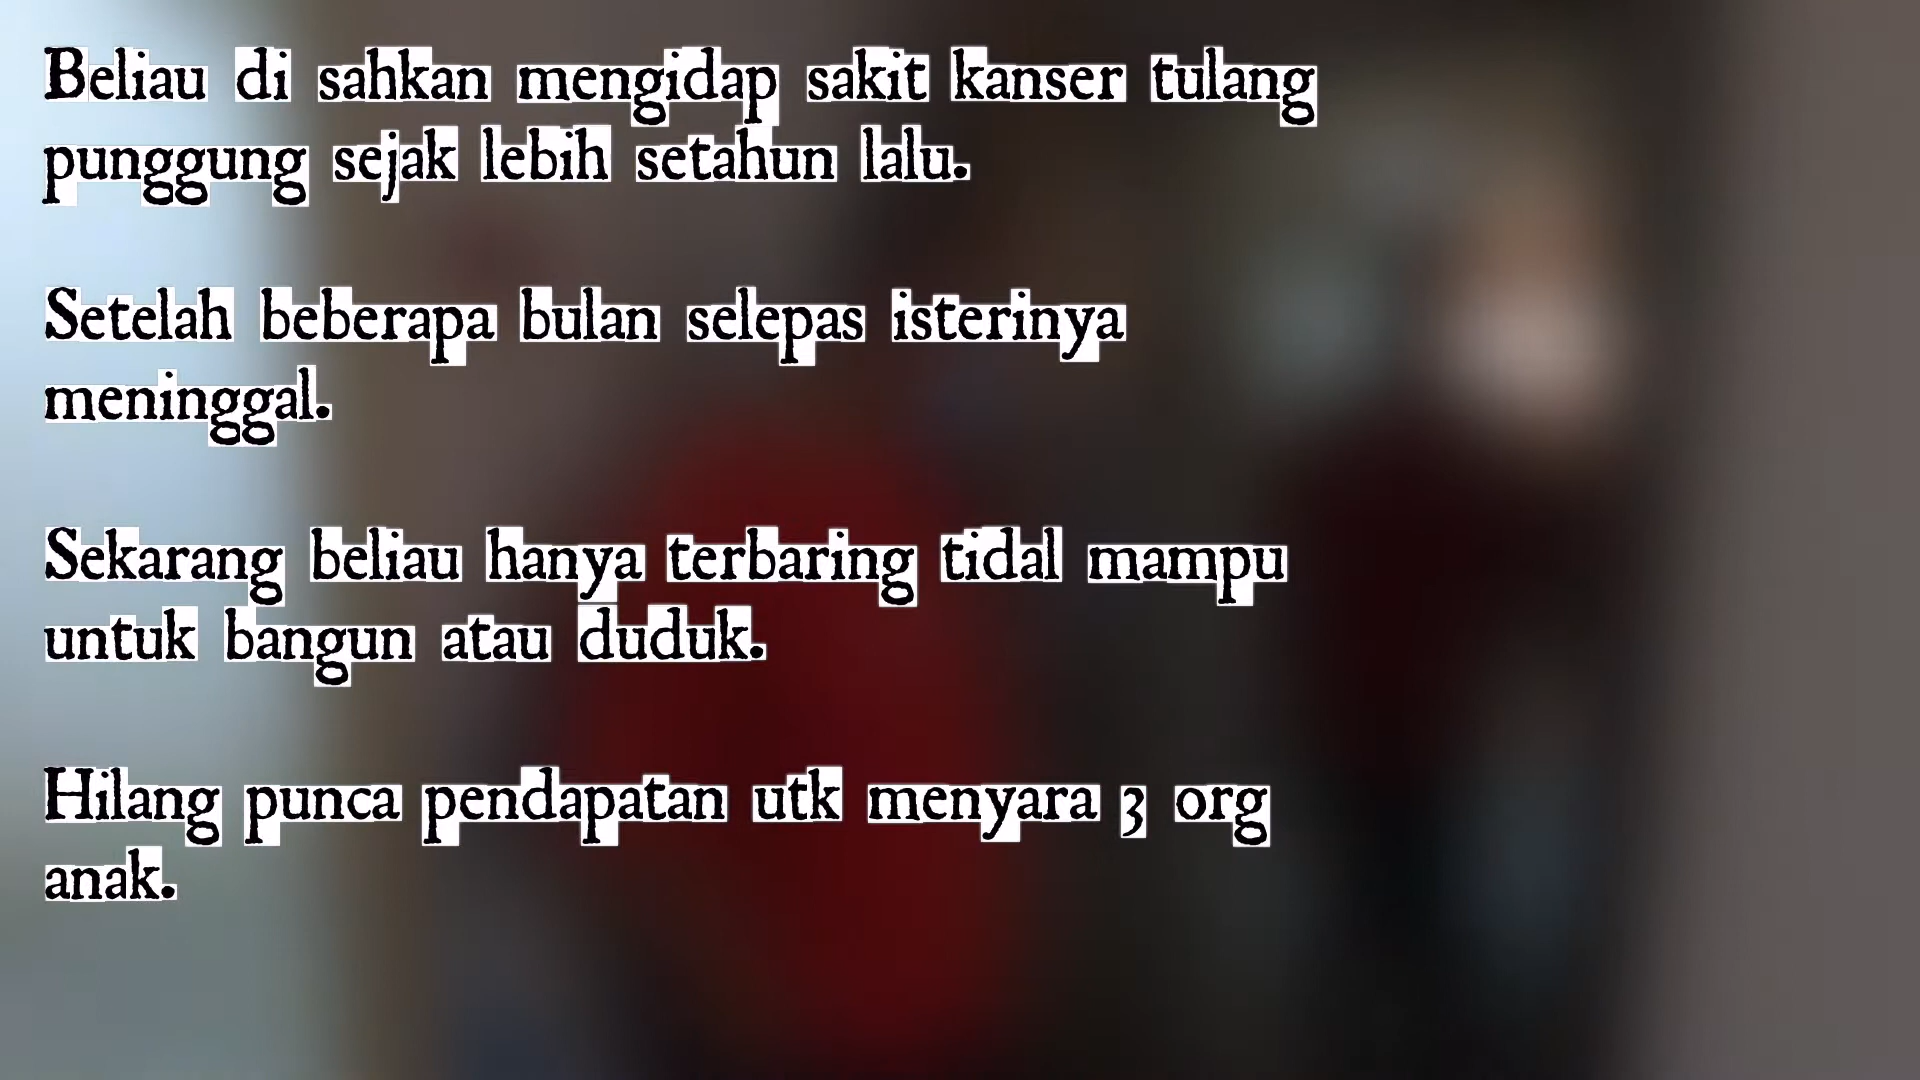 Beliau di sahkan mengidap sakit kanser tulang
punggung sejak lebih setahun lalu.
Setelah beberapa bulan selepas isterinya
meninggal.
Sekarang beliau hanya terbaring tidal mampu
untuk bangun atau duduk.
Hilang punca pendapatan utk menyara 3 org
anak.